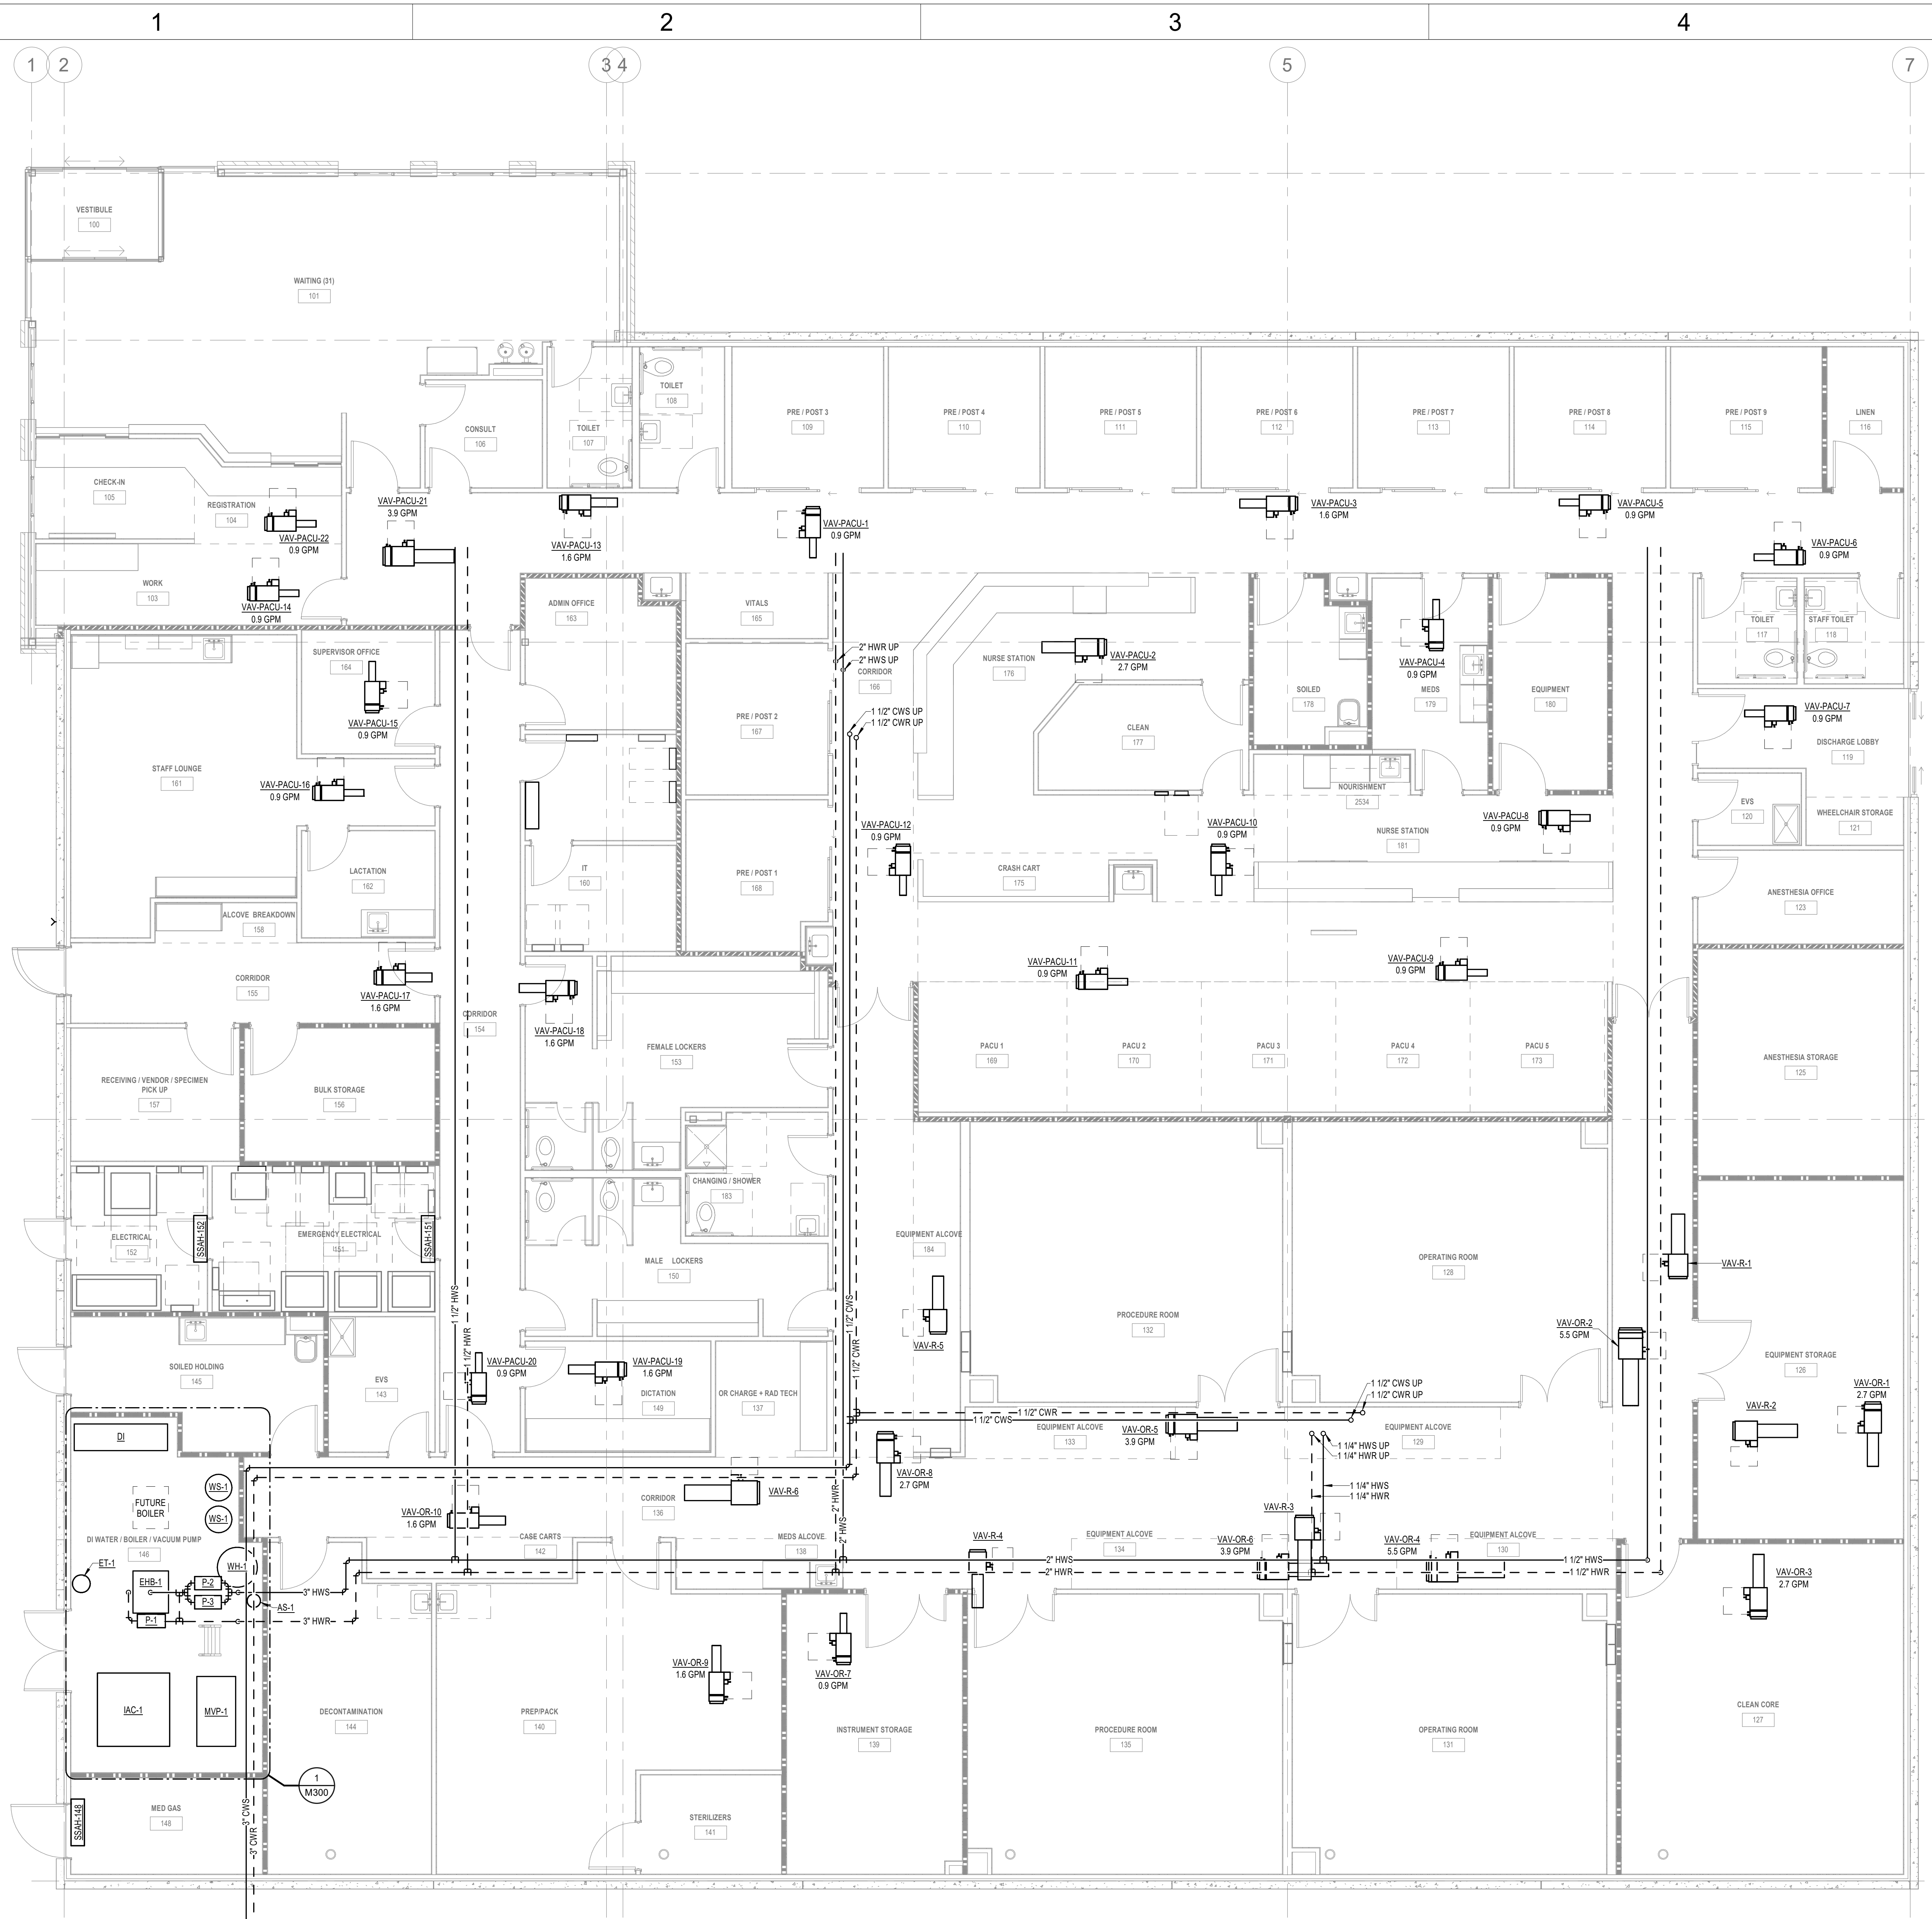 1
2
3
4
1
2
3
4
5
7
VESTIBULE
100
WAITING (31)
101
TOILET
108
PRE / POST 3
109
PRE / POST 4
110
PRE / POST 5
111
PRE / POST 6
112
PRE / POST 7
113
PRE / POST 8
114
PRE / POST 9
115
LINEN
116
CONSULT
106
TOILET
107
CHECK-IN
105
REGISTRATION
104
VAV-PACU-22
0.9 GPM
VAV-PACU-21
3.9 GPM
VAV-PACU-13
1.6 GPM
VAV-PACU-1
0.9 GPM
VAV-PACU-3
1.6 GPM
VAV-PACU-5
0.9 GPM
VAV-PACU-6
0.9 GPM
WORK
103
VAV-PACU-14
0.9 GPM
ADMIN OFFICE
163
VITALS
165
2" HWR UP
2" HWS UP
CORRIDOR
166
NURSE STATION
176
VAV-PACU-2
2.7 GPM
VAV-PACU-4
0.9 GPM
TOILET
117
STAFF TOILET
118
SUPERVISOR OFFICE
164
VAV-PACU-15
0.9 GPM
PRE / POST 2
167
1 1/2" CWS UP
1 1/2" CWR UP
CLEAN
177
SOILED
178
MEDS
179
EQUIPMENT
180
VAV-PACU-7
0.9 GPM
DISCHARGE LOBBY
119
STAFF LOUNGE
161
VAV-PACU-16
0.9 GPM
NOURISHMENT
2534
EVS
120
WHEELCHAIR STORAGE
121
VAV-PACU-12
0.9 GPM
VAV-PACU-10
0.9 GPM
NURSE STATION
181
VAV-PACU-8
0.9 GPM
LACTATION
162
IT
160
PRE / POST 1
168
CRASH CART
175
ANESTHESIA OFFICE
123
ALCOVE BREAKDOWN
158
CORRIDOR
155
VAV-PACU-17
1.6 GPM
CORRIDOR
154
VAV-PACU-18
1.6 GPM
VAV-PACU-11
0.9 GPM
VAV-PACU-9
0.9 GPM
FEMALE LOCKERS
153
PACU 1
169
PACU 2
170
PACU 3
171
PACU 4
172
PACU 5
173
ANESTHESIA STORAGE
125
RECEIVING / VENDOR / SPECIMEN
PICK UP
157
BULK STORAGE
156
CHANGING / SHOWER
183
ELECTRICAL
152
SSAH-152
EMERGENCY ELECTRICAL
151
SSAH-151
MALE LOCKERS
150
EQUIPMENT ALCOVE
184
OPERATING ROOM
128
VAV-R-1
1 1/2" HWS
1 1/2" HWR
1 1/2" CWS
1 1/2" CWR
VAV-R-5
PROCEDURE ROOM
132
VAV-OR-2
5.5 GPM
EQUIPMENT STORAGE
126
SOILED HOLDING
145
EVS
143
VAV-PACU-20
0.9 GPM
VAV-PACU-19
1.6 GPM
DICTATION
149
OR CHARGE + RAD TECH
137
1 1/2" CWS UP
1 1/2" CWR UP
1 1/2" CWR
1 1/2" CWS
EQUIPMENT ALCOVE
133
VAV-OR-5
3.9 GPM
EQUIPMENT ALCOVE
129
VAV-R-2
VAV-OR-1
2.7 GPM
DI
VAV-OR-8
2.7 GPM
1 1/4" HWS UP
1 1/4" HWR UP
1 1/4" HWS
1 1/4" HWR
WS-1
WS-1
FUTURE
BOILER
VAV-R-6
CORRIDOR
136
VAV-OR-10
1.6 GPM
2" HWR
2" HWS
VAV-R-3
DI WATER / BOILER / VACUUM PUMP
146
CASE CARTS
142
MEDS ALCOVE
138
VAV-R-4
EQUIPMENT ALCOVE
134
VAV-OR-6
3.9 GPM
VAV-OR-4
5.5 GPM
EQUIPMENT ALCOVE
130
ET-1
WH-1
EHB-1
P-2
P-3
P-1
AS-1
3" HWS
3" HWR
2" HWS
2" HWR
1 1/2" HWS
1 1/2" HWR
VAV-OR-3
2.7 GPM
VAV-OR-9
1.6 GPM
VAV-OR-7
0.9 GPM
IAC-1
MVP-1
DECONTAMINATION
144
PREP/PACK
140
INSTRUMENT STORAGE
139
PROCEDURE ROOM
135
OPERATING ROOM
131
CLEAN CORE
127
1
M300
MED GAS
148
SSAH-148
3" CWS
3" CWR
STERILIZERS
141